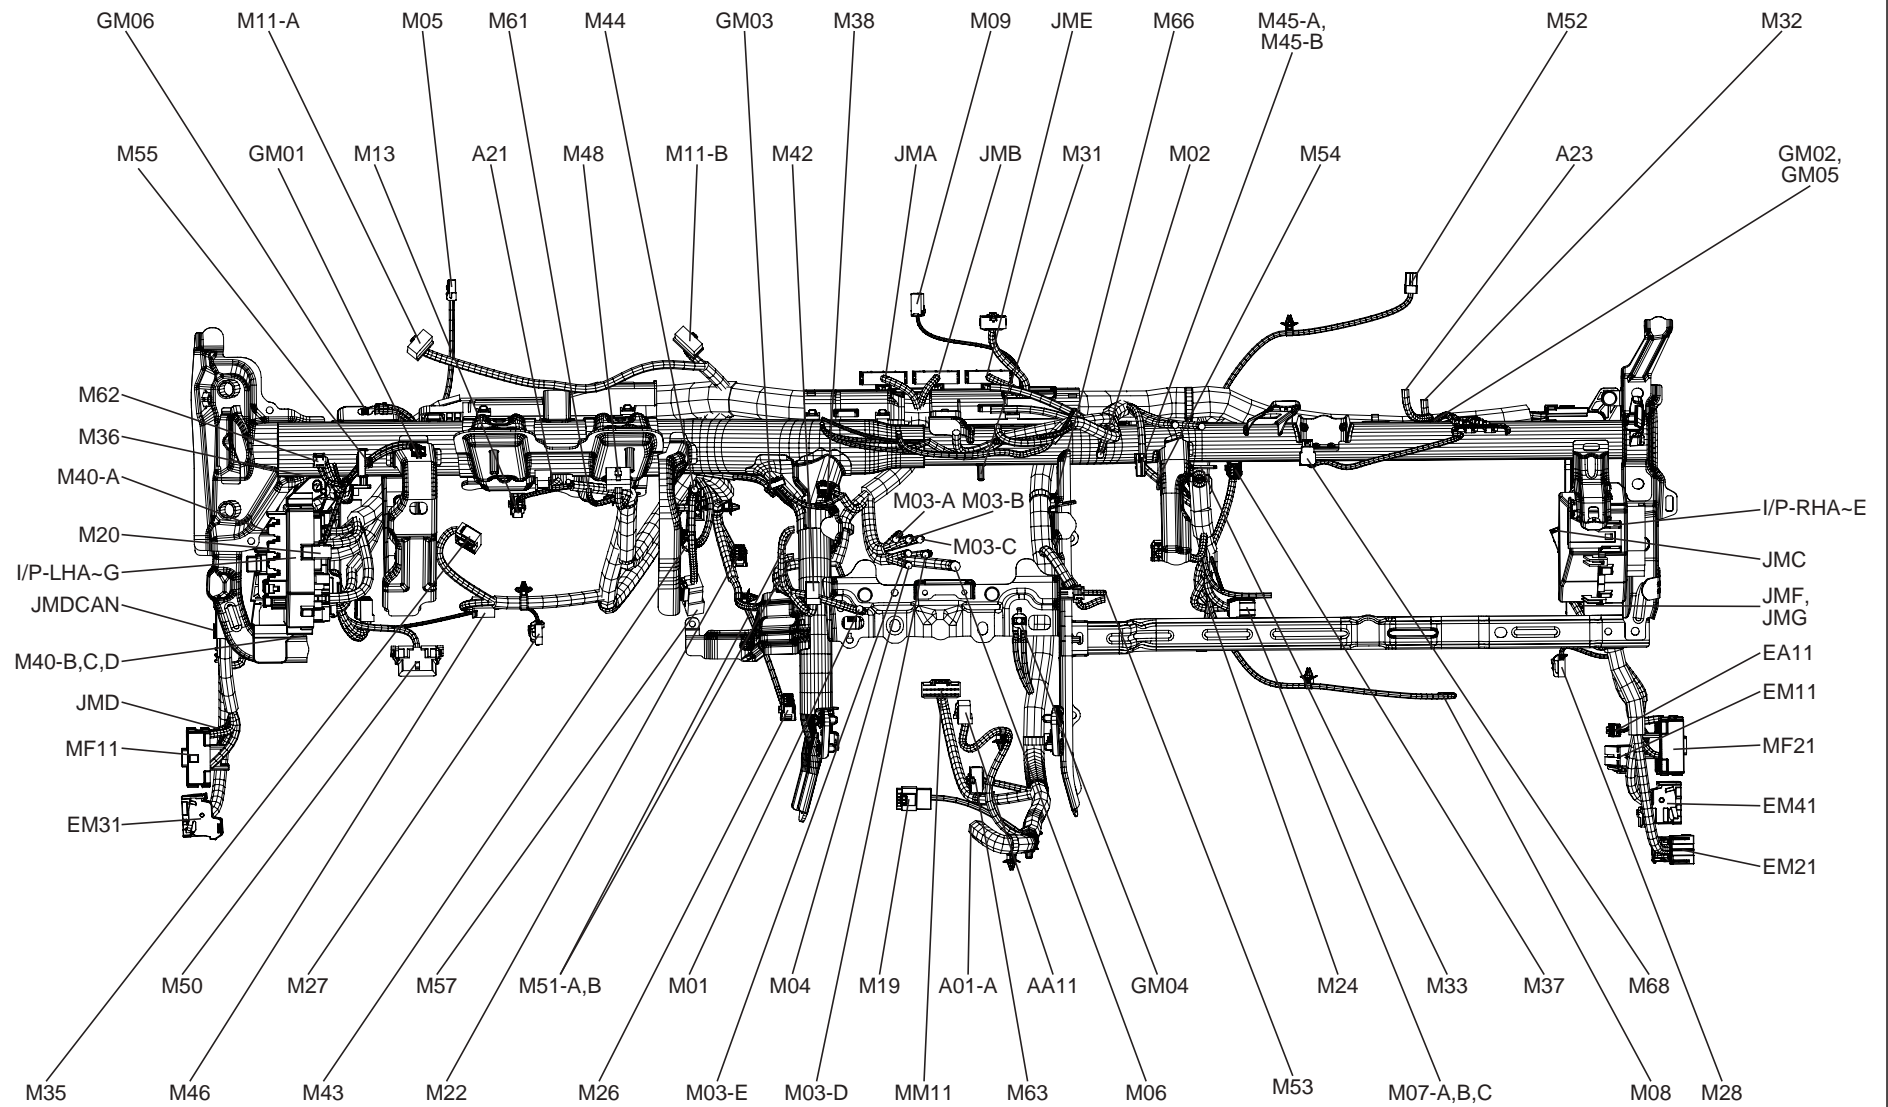 GM06 M11-A M05 M61 M44 GM03 M38 M09 JME M66 M45-A, M52 M32
M45-B
M55 GM01 M13 A21 M48 M11-B M42 JMA JMB M31 M02 M54 A23 GM02,
GM05
M62
M36
M40-A
M03-A M03-B
I/P-RHA~E
M20
M03-C
JMC
I/P-LHA~G
JMDCAN
JMF,
JMG
M40-B,C,D
EA11
EM11
JMD
MF11
MF21
EM31
EM41
EM21
M50 M27 M57 M51-A,B M01 M04 M19 A01-A AA11 GM04 M24 M33 M37 M68
M35 M46 M43 M22 M26 M03-E M03-D MM11 M63 M06 M53 M07-A,B,C M08 M28